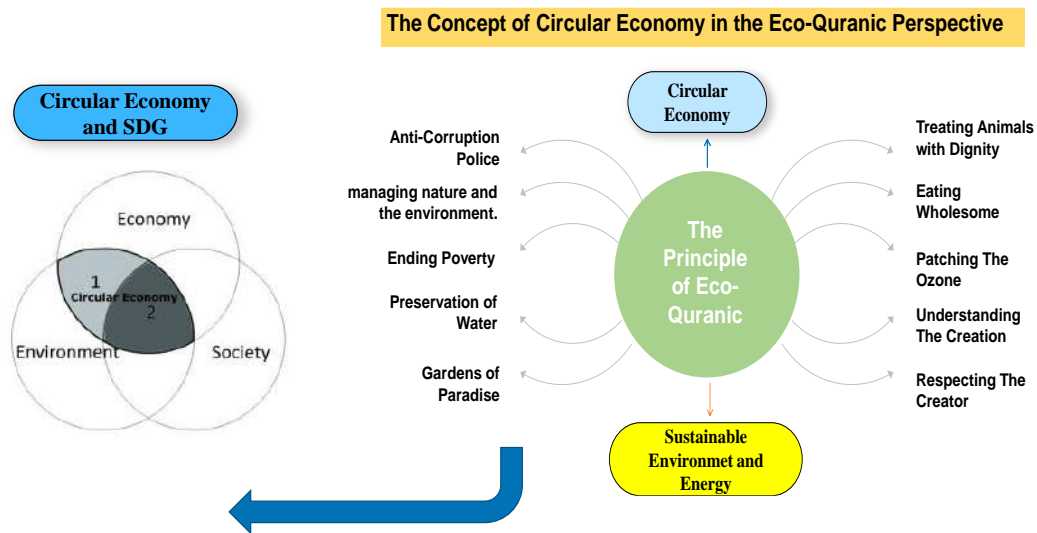 The Concept of Circular Economy in the Eco-Quranic Perspective
Circular Economy
and SDG
Economy
1
Circular Economy
2
Environment
Society
Circular
Economy
Anti-Corruption
Police
managing nature and
the environment.
Ending Poverty
Preservation of
Water
Gardens of
Paradise
The
Principle
of Eco-
Quranic
Treating Animals
with Dignity
Eating
Wholesome
Patching The
Ozone
Understanding
The Creation
Respecting The
Creator
Sustainable
Environmet and
Energy